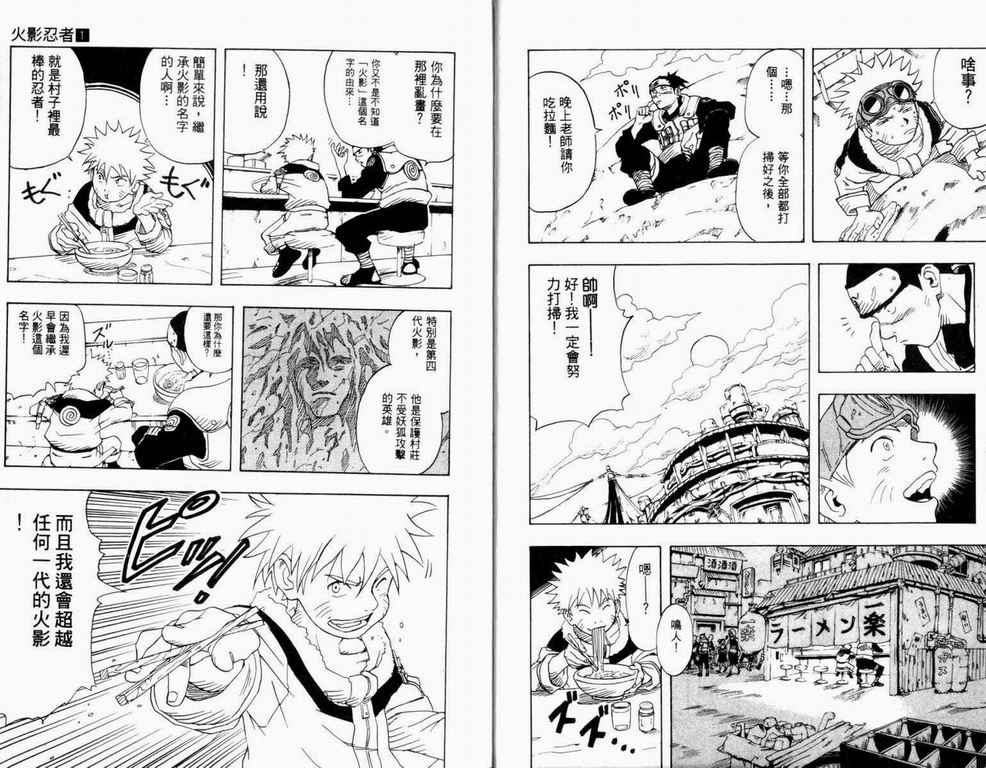 火影忍者1
啥事？
…嗯…那
個……
等你全部都打
掃好之後，
晚上老師請你
吃拉麵！
ポリ
ポリ
帥啊──！
好！我一定會努
力打掃！
鳴人！
酒酒酒
一楽
ラーメン一楽
ガス
嗯
？
ズズ…
你為什麼要在
那裡亂畫？
你又不是不知道
「火影」這個名
字的由來…
那還用說
！
簡單來說，繼
承火影的名字
的人啊…
就是村子裡最
棒的忍者！
もぐ
もぐ
特別是第四
代火影，
他是保護村莊
不受妖狐攻擊
的英雄。
那你為什麼
還要這樣？
ズッ
因為我遲
早會繼承
火影這個
名字！
ピッ
而且我還會超越
任何一代的火影
！